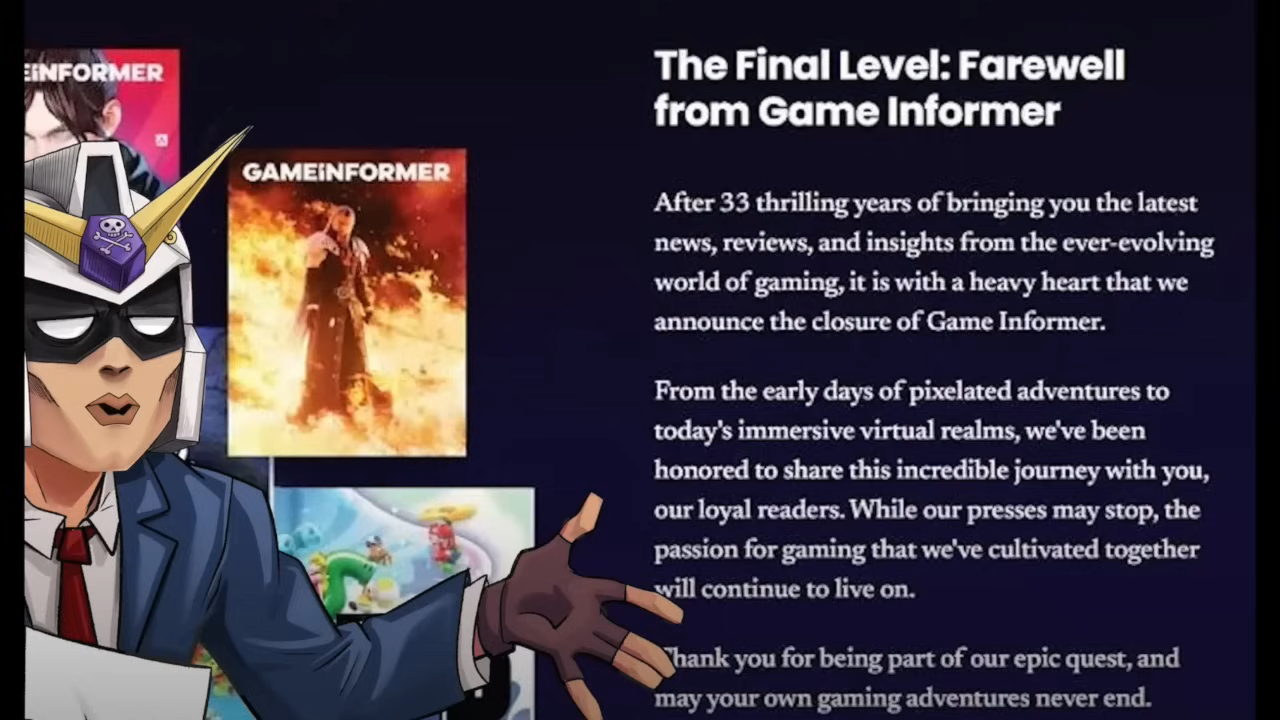 EiNFORMER
GAMEiNFORMER
The Final Level: Farewell
from Game Informer
After 33 thrilling years of bringing you the latest
news, reviews, and insights from the ever-evolving
world of gaming, it is with a heavy heart that we
announce the closure of Game Informer.
From the early days of pixelated adventures to
today's immersive virtual realms, we've been
honored to share this incredible journey with you,
our loyal readers. While our presses may stop, the
passion for gaming that we've cultivated together
will continue to live on.
Thank you for being part of our epic quest, and
may your own gaming adventures never end.